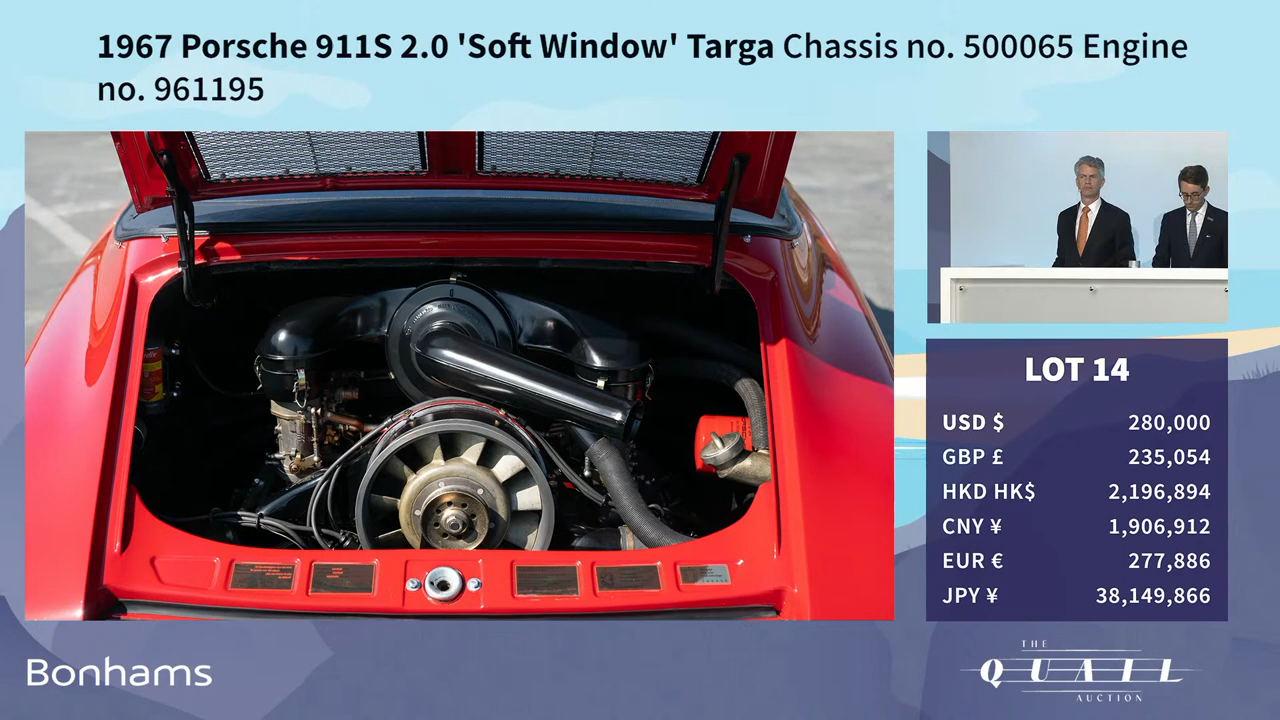 1967 Porsche 911S 2.0 'Soft Window' Targa Chassis no. 500065 Engine
no. 961195
LOT 14
USD $ 280,000
GBP £ 235,054
HKD HK$ 2,196,894
CNY ¥ 1,906,912
EUR € 277,886
JPY ¥ 38,149,866
Bonhams
THE
QUAIL
AUCTION